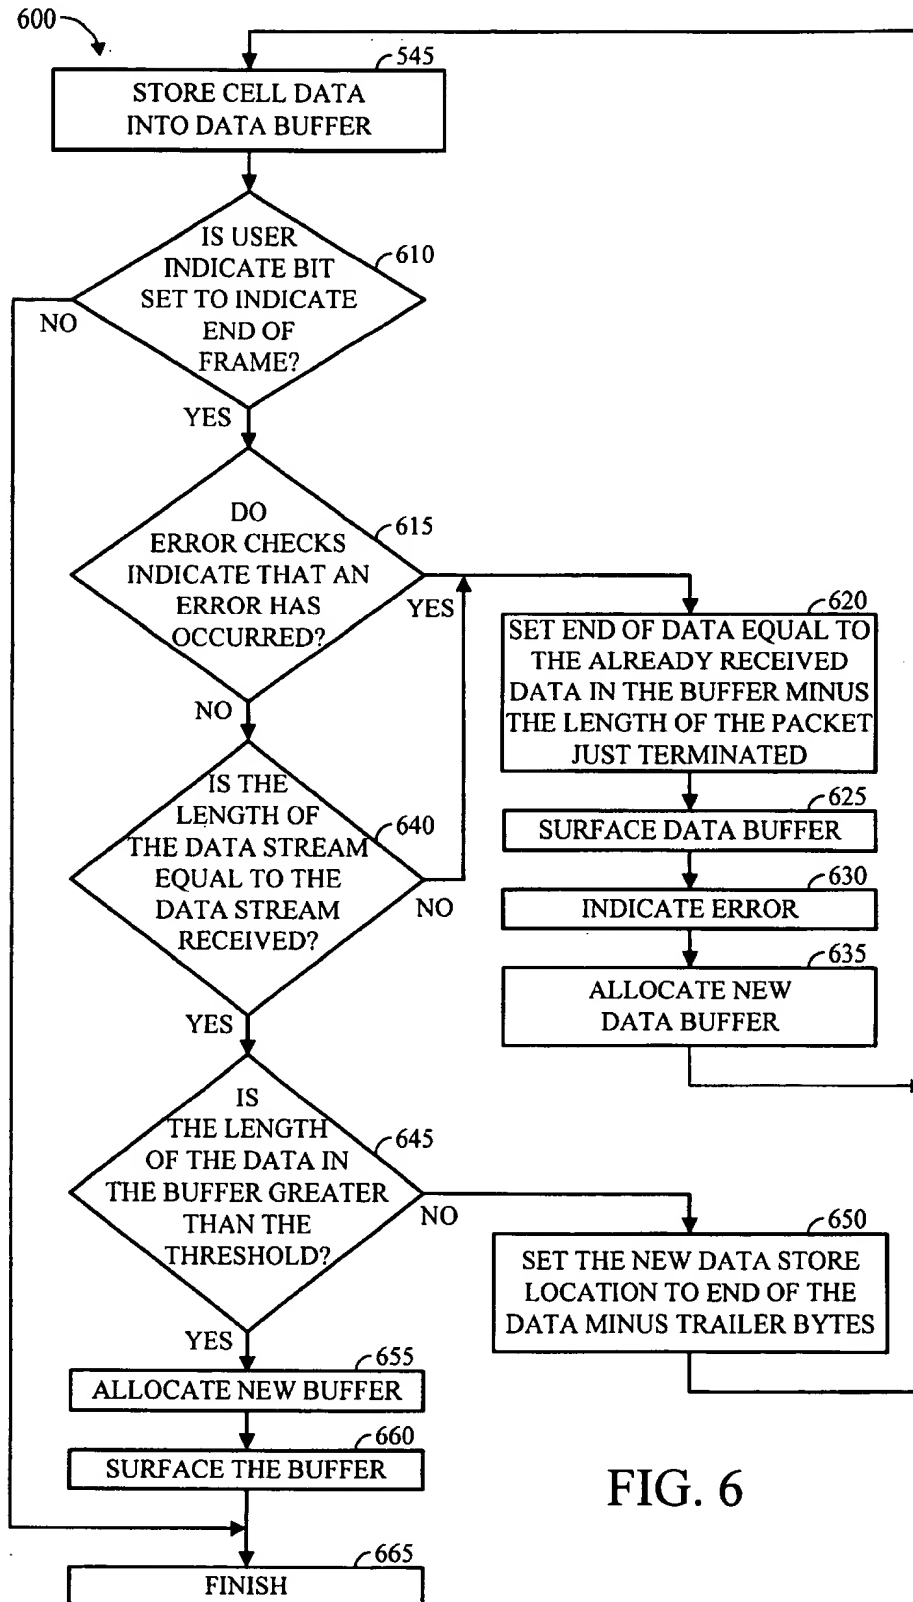 600
545
STORE CELL DATA
INTO DATA BUFFER
IS USER
INDICATE BIT
SET TO INDICATE
END OF
FRAME?
610
NO
YES
DO
ERROR CHECKS
INDICATE THAT AN
ERROR HAS
OCCURRED?
615
YES
NO
620
SET END OF DATA EQUAL TO
THE ALREADY RECEIVED
DATA IN THE BUFFER MINUS
THE LENGTH OF THE PACKET
JUST TERMINATED
625
SURFACE DATA BUFFER
630
INDICATE ERROR
635
ALLOCATE NEW
DATA BUFFER
IS THE
LENGTH OF
THE DATA STREAM
EQUAL TO THE
DATA STREAM
RECEIVED?
640
NO
YES
IS
THE LENGTH
OF THE DATA IN
THE BUFFER GREATER
THAN THE
THRESHOLD?
645
NO
YES
650
SET THE NEW DATA STORE
LOCATION TO END OF THE
DATA MINUS TRAILER BYTES
655
ALLOCATE NEW BUFFER
660
SURFACE THE BUFFER
665
FINISH
FIG. 6